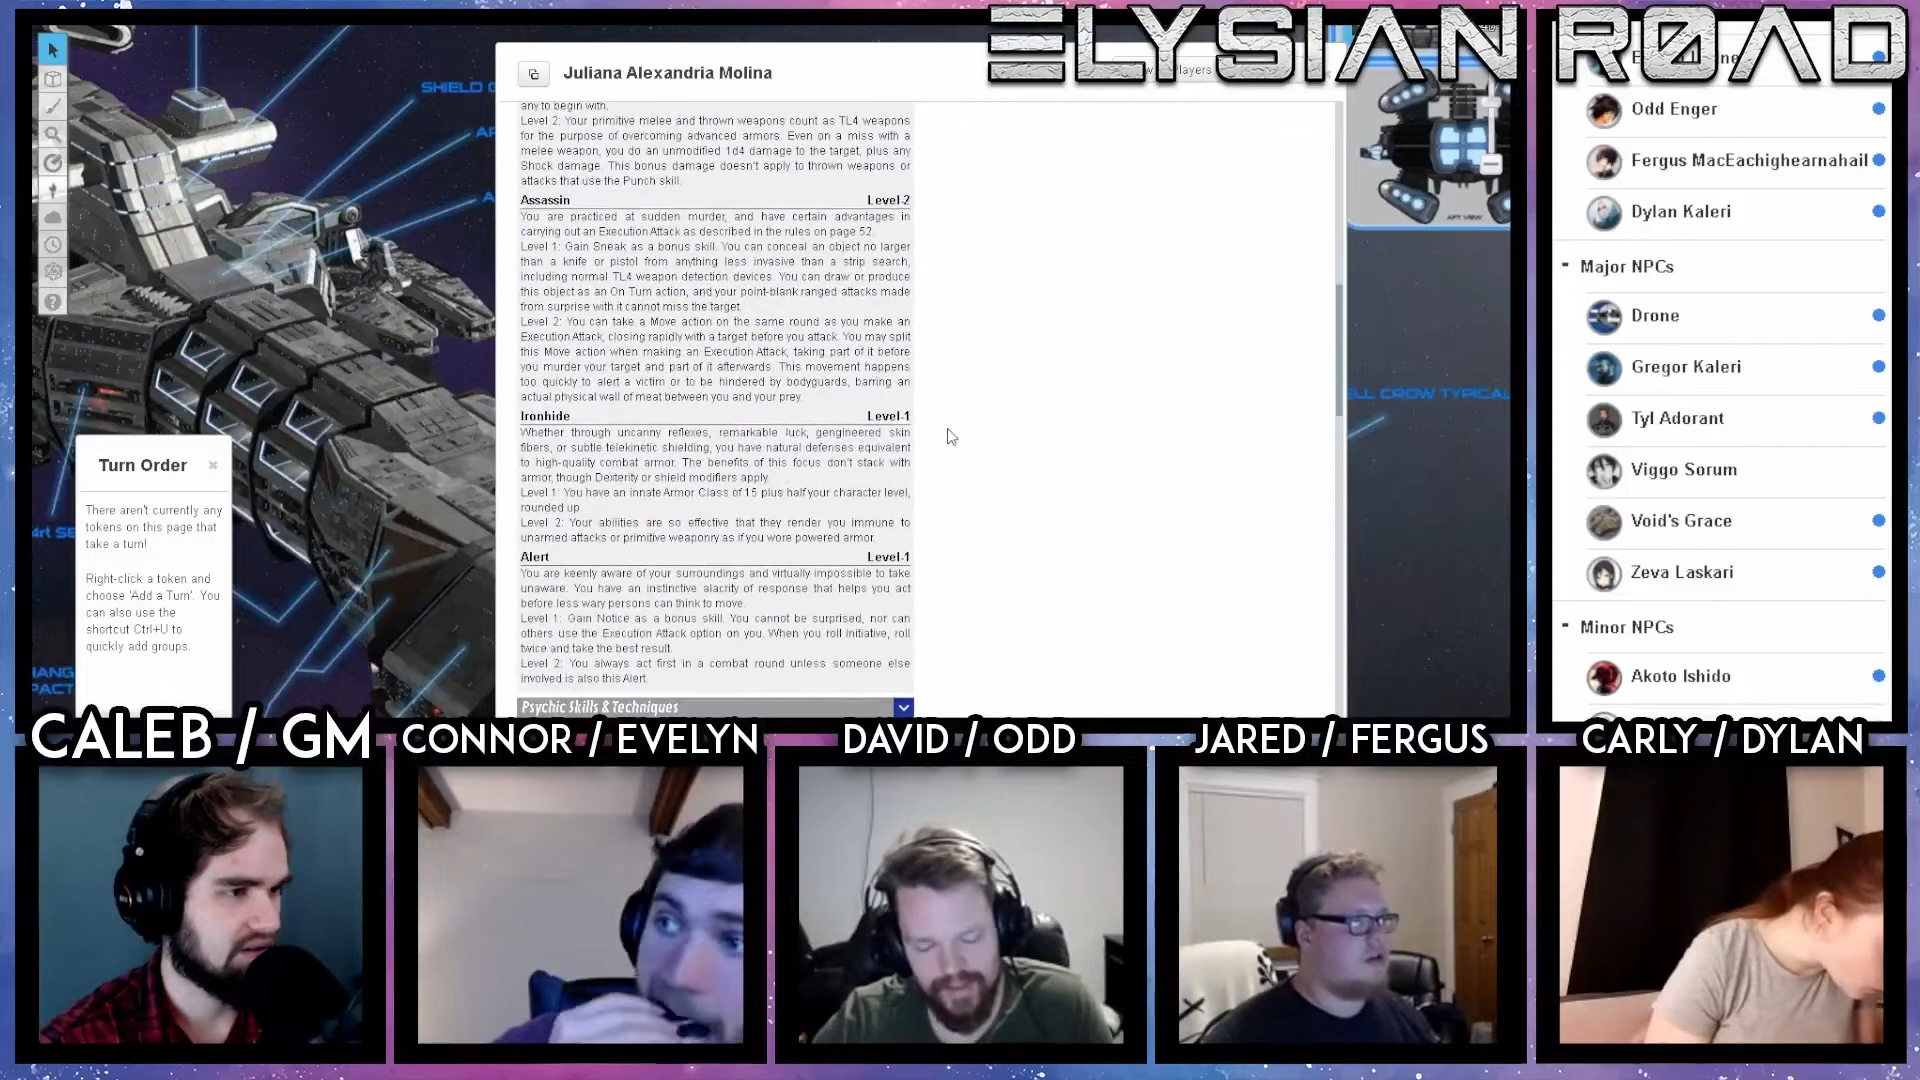 ELYSIAN RØAD
Juliana Alexandria Molina
layers
any to begin with.
Level 2: Your primitive melee and thrown weapons count as TL4 weapons
for the purpose of overcoming advanced armors. Even on a miss with a
melee weapon, you do an unmodified 1d4 damage to the target, plus any
Shock damage. This bonus damage doesn't apply to thrown weapons or
attacks that use the Punch skill.
Assassin Level-2
You are practiced at sudden murder, and have certain advantages in
carrying out an Execution Attack as described in the rules on page 52.
Level 1: Gain Sneak as a bonus skill. You can conceal an object no larger
than a knife or pistol from anything less invasive than a strip search,
including normal TL4 weapon detection devices. You can draw or produce
this object as an On Turn action, and your point-blank ranged attacks made
from surprise with it cannot miss the target.
Level 2: You can take a Move action on the same round as you make an
Execution Attack, closing rapidly with a target before you attack. You may split
this Move action when making an Execution Attack, taking part of it before
you murder your target and part of it afterwards. This movement happens
too quickly to alert a victim or to be hindered by bodyguards, barring an
actual physical wall of meat between you and your prey.
Ironhide Level-1
Whether through uncanny reflexes, remarkable luck, gengineered skin
fibers, or subtle telekinetic shielding, you have natural defenses equivalent
to high-quality combat armor. The benefits of this focus don't stack with
armor, though Dexterity or shield modifiers apply.
Level 1: You have an innate Armor Class of 15 plus half your character level,
rounded up.
Level 2: Your abilities are so effective that they render you immune to
unarmed attacks or primitive weaponry as if you wore powered armor.
Alert Level-1
You are keenly aware of your surroundings and virtually impossible to take
unaware. You have an instinctive alacrity of response that helps you act
before less wary persons can think to move.
Level 1: Gain Notice as a bonus skill. You cannot be surprised, nor can
others use the Execution Attack option on you. When you roll initiative, roll
twice and take the best result.
Level 2: You always act first in a combat round unless someone else
involved is also this Alert.
Psychic Skills & Techniques
SHIELD
AFT VIEW
ELL CROW TYPICAL
Turn Order
There aren't currently any
tokens on this page that
take a turn!
Right-click a token and
choose 'Add a Turn'. You
can also use the
shortcut Ctrl+U to
quickly add groups.
Odd Enger
Fergus MacEachighearnahail
Dylan Kaleri
Major NPCs
Drone
Gregor Kaleri
Tyl Adorant
Viggo Sorum
Void's Grace
Zeva Laskari
Minor NPCs
Akoto Ishido
CALEB / GM
CONNOR / EVELYN
DAVID / ODD
JARED / FERGUS
CARLY / DYLAN